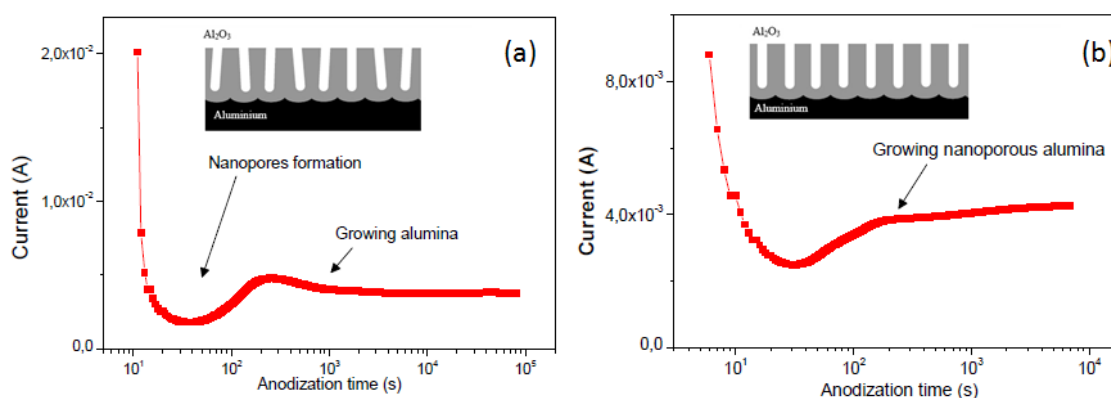 (a)
Al₂O₃
Aluminium
Nanopores formation
Growing alumina
Current (A)
2,0x10⁻²
1,0x10⁻²
0,0
10¹ 10² 10³ 10⁴ 10⁵
Anodization time (s)
(b)
Al₂O₃
Aluminium
Growing nanoporous alumina
Current (A)
8,0x10⁻³
4,0x10⁻³
0,0
10¹ 10² 10³ 10⁴
Anodization time (s)